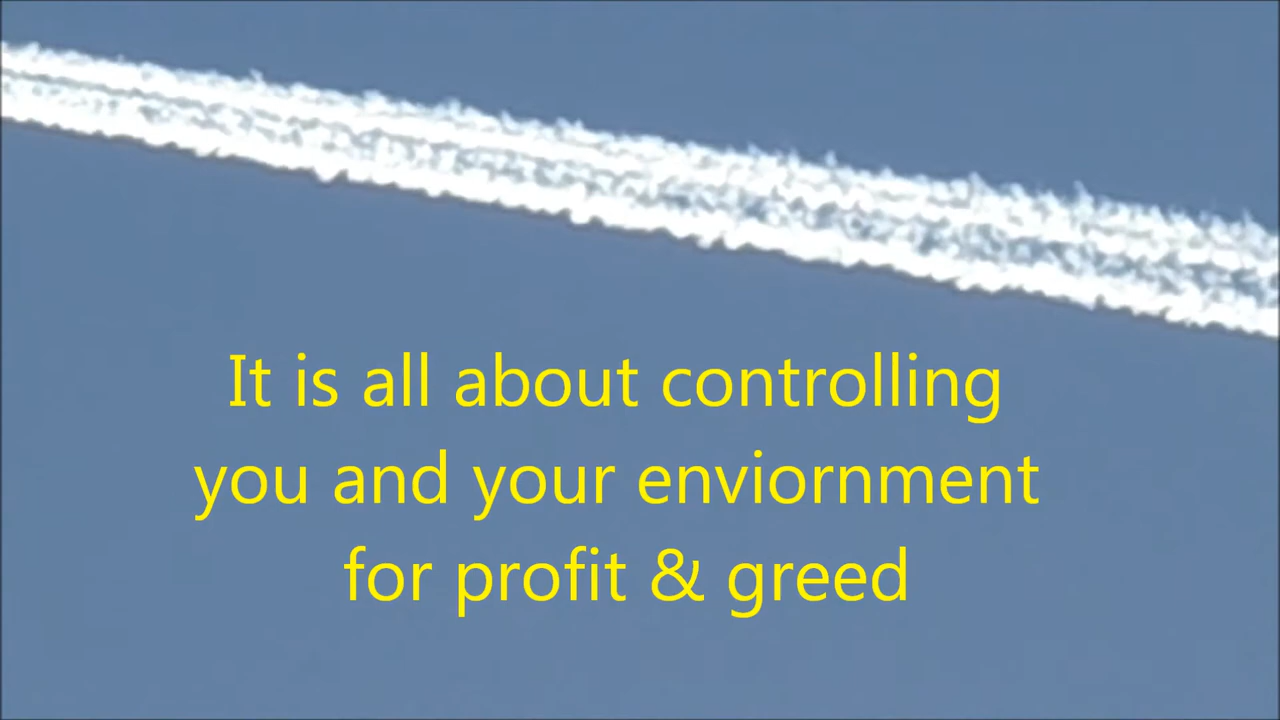 It is all about controlling
you and your enviornment
for profit & greed